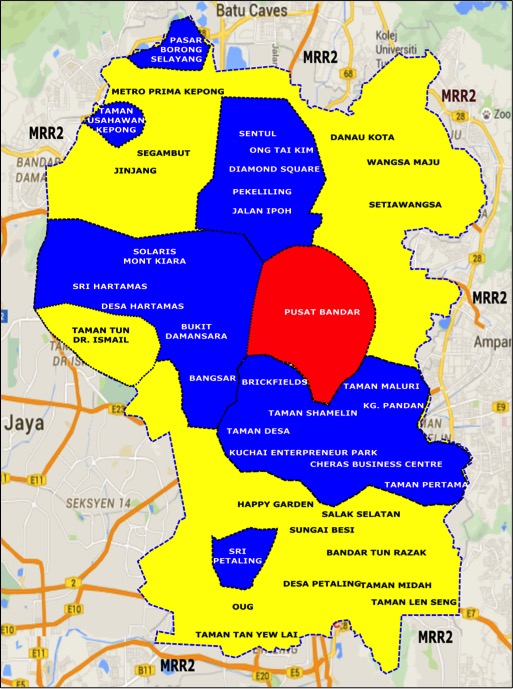 Batu Caves
Kolej
Universiti
MRR2
PASAR
BORONG
SELAYANG
68
METRO PRIMA KEPONG
MRR2
28
Zoo
TAMAN
USAHAWAN
KEPONG
MRR2
SENTUL
ONG TAI KIM
DANAU KOTA
SEGAMBUT
JINJANG
DIAMOND SQUARE
WANGSA MAJU
PEKELILING
JALAN IPOH
SETIAWANGSA
SOLARIS
MONT KIARA
28
SRI HARTAMAS
DESA HARTAMAS
MRR2
PUSAT BANDAR
TAMAN TUN
DR. ISMAIL
BUKIT
DAMANSARA
Ampar
BANGSAR
BRICKFIELDS
TAMAN MALURI
KG. PANDAN
E23
E9
Jaya
TAMAN SHAMELIN
TAMAN DESA
KUCHAI ENTERPRENEUR PARK
CHERAS BUSINESS CENTRE
E11
TAMAN PERTAMA
SEKSYEN 14
HAPPY GARDEN
SALAK SELATAN
SUNGAI BESI
SRI
PETALING
BANDAR TUN RAZAK
2
DESA PETALING
TAMAN MIDAH
E10
OUG
TAMAN LEN SENG
E7
E11
E10
TAMAN TAN YEW LAI
MRR2
MRR2
B11
E20
E5